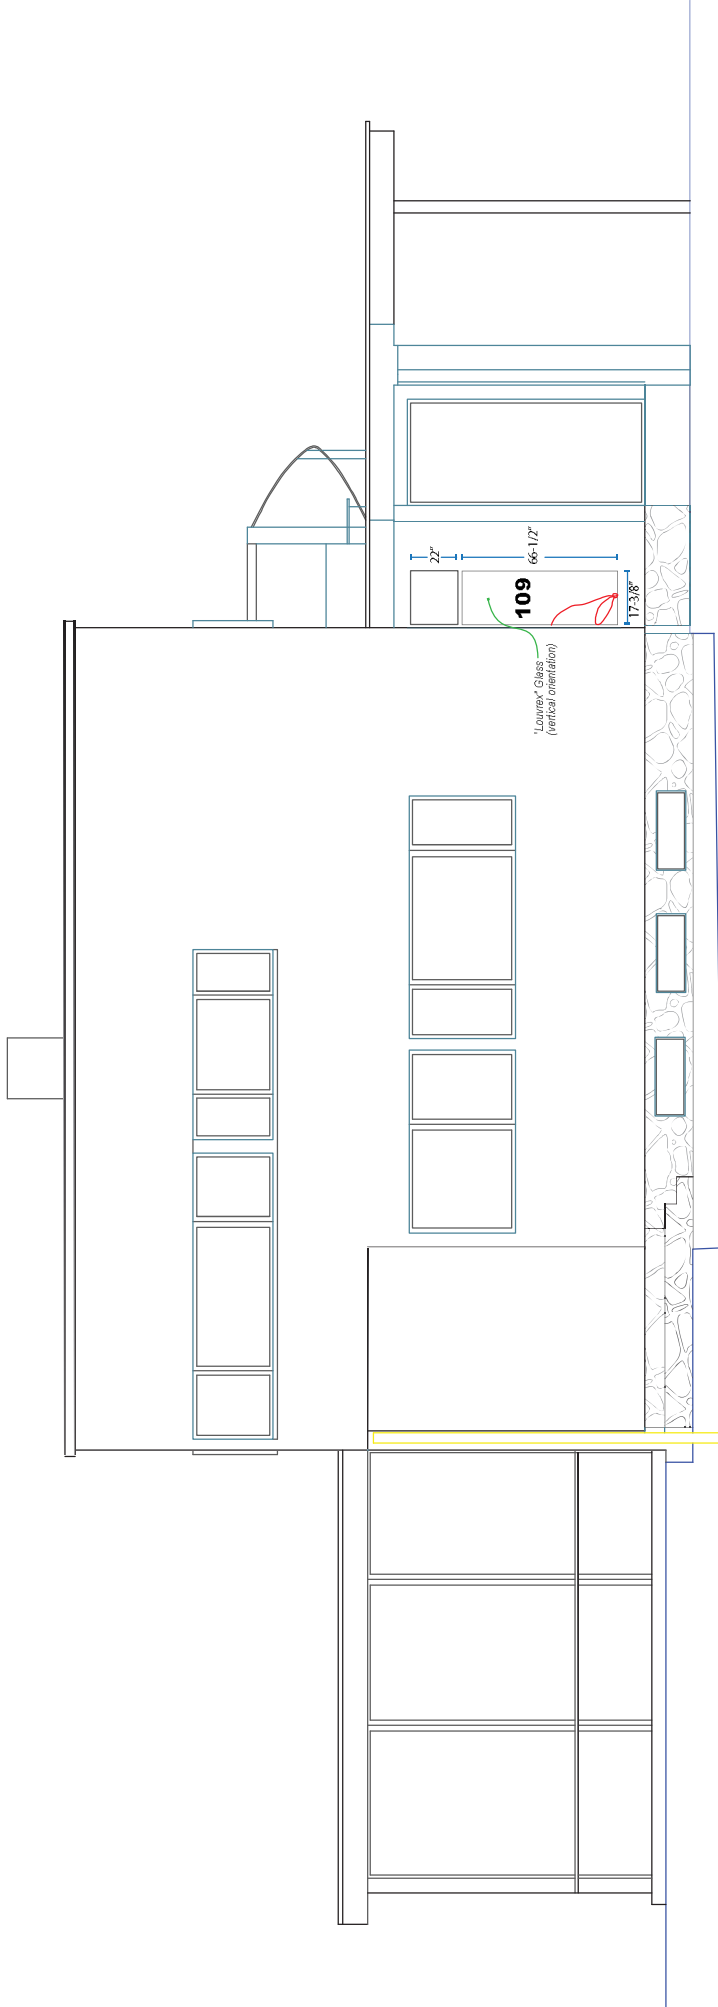 22"
66-1/2"
109
17-3/8"
"Louvrex" Glass
(vertical orientation)